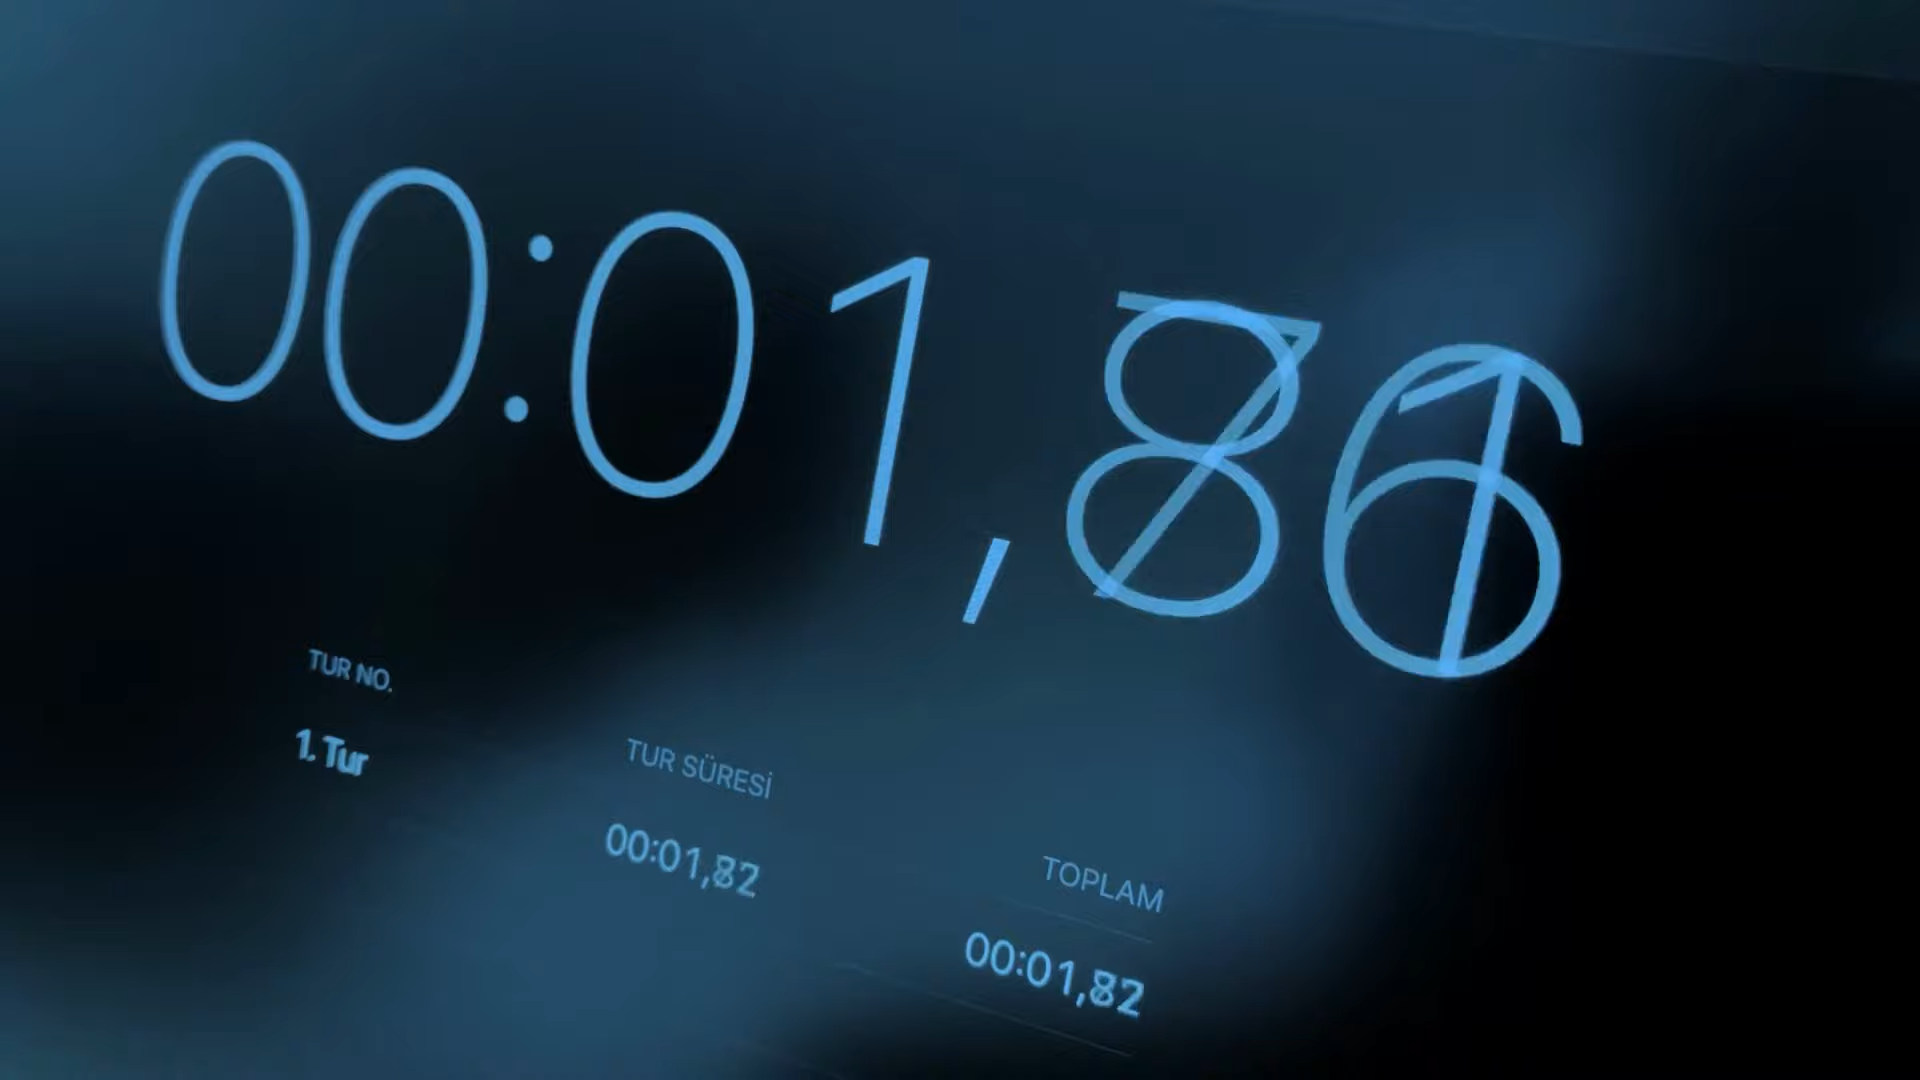 00:01,
TUR NO.
1. Tur
TUR SÜRESİ
00:01,82
TOPLAM
00:01,82